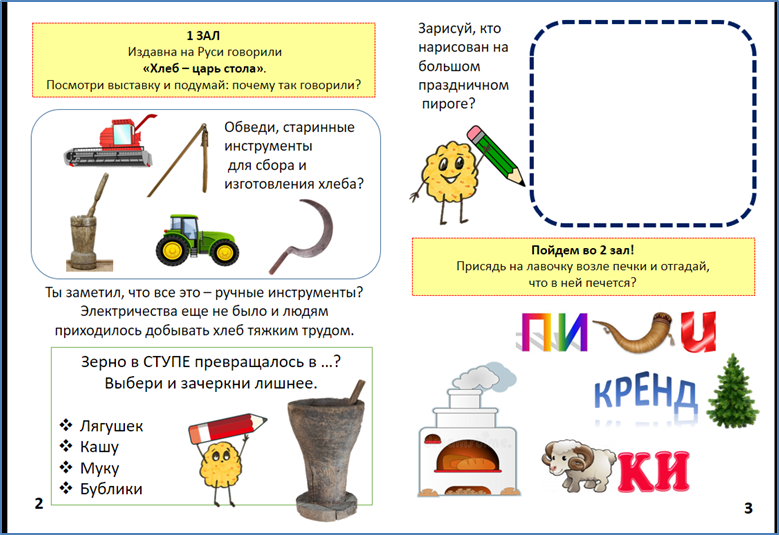 1 ЗАЛ
Издавна на Руси говорили
«Хлеб – царь стола».
Посмотри выставку и подумай: почему так говорили?
Обведи, старинные
инструменты
для сбора и
изготовления хлеба?
Ты заметил, что все это – ручные инструменты?
Электричества еще не было и людям
приходилось добывать хлеб тяжким трудом.
Зерно в СТУПЕ превращалось в …?
Выбери и зачеркни лишнее.
❖ Лягушек
❖ Кашу
❖ Муку
❖ Бублики
2
Зарисуй, кто
нарисован на
большом
праздничном
пироге?
Пойдем во 2 зал!
Присядь на лавочку возле печки и отгадай,
что в ней печется?
ПИ И
КРЕНД
КИ
3